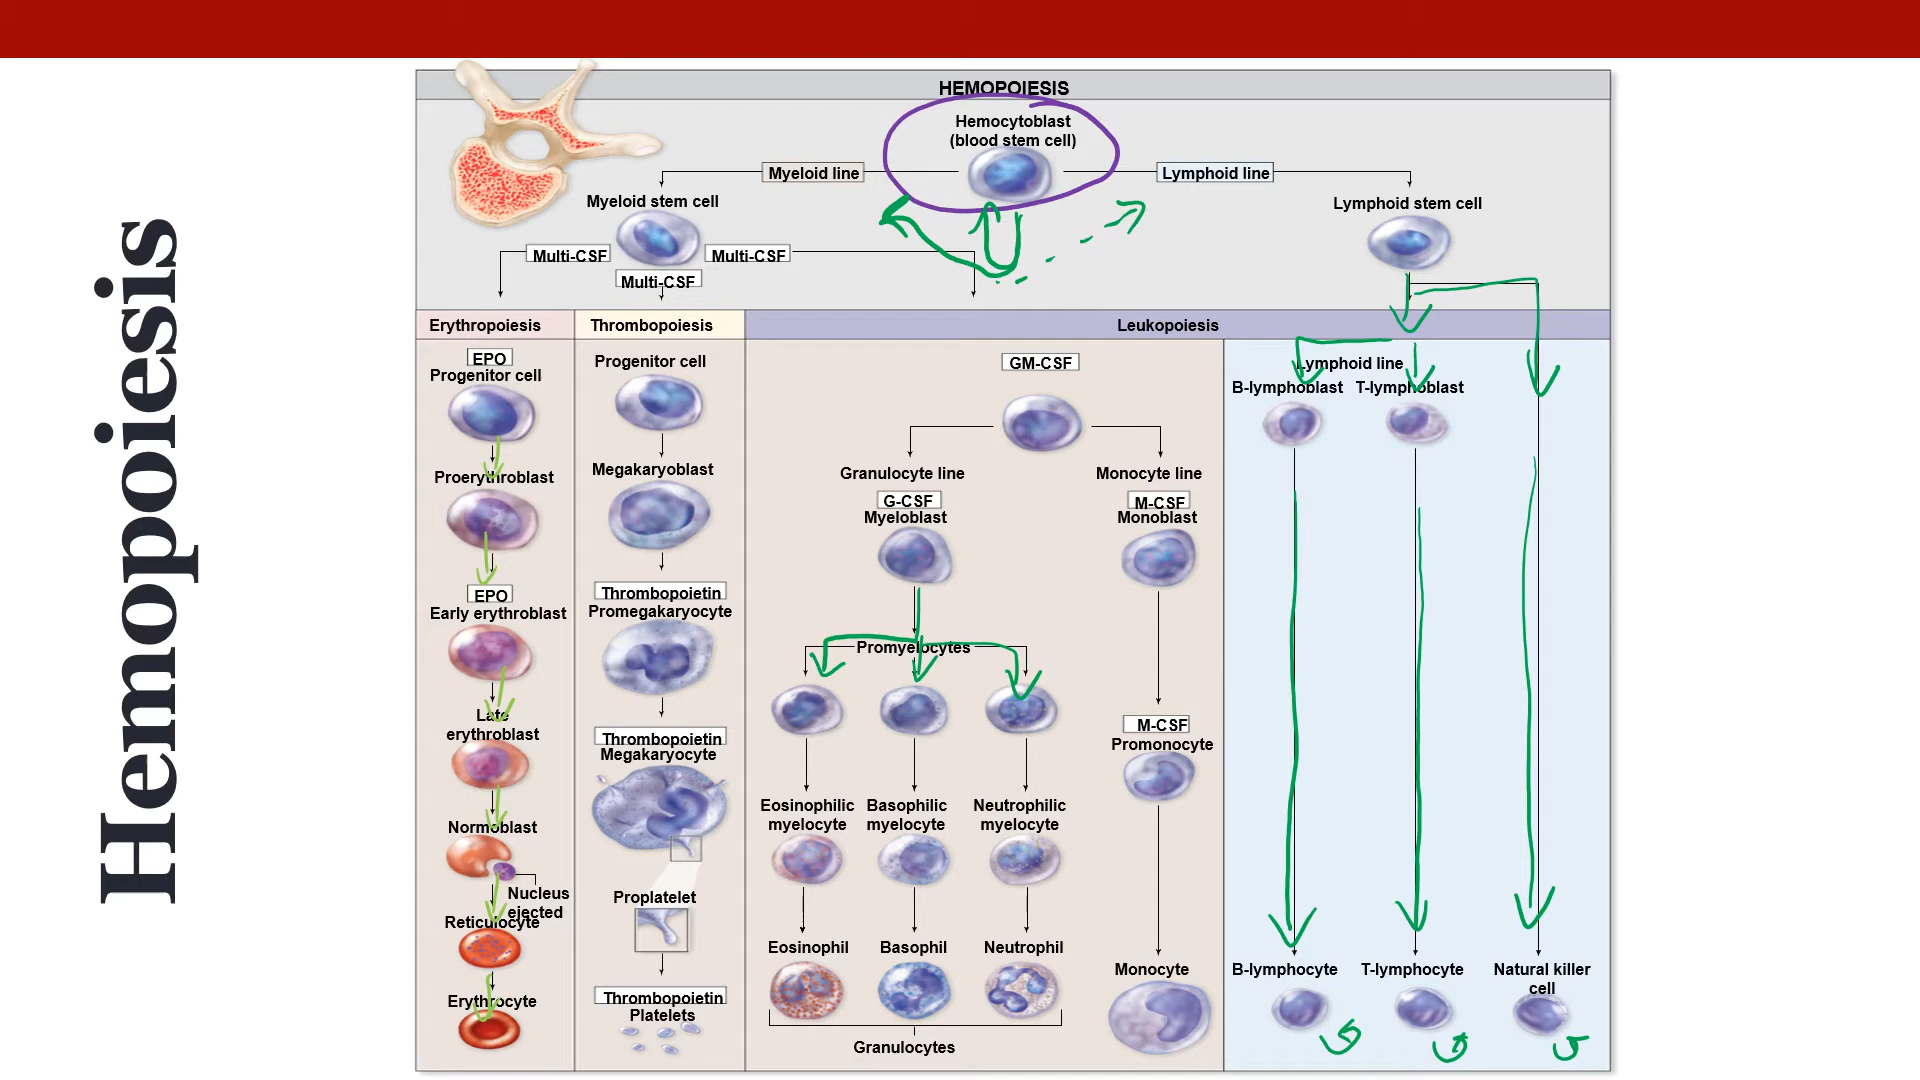 Hemopoiesis
HEMOPOIESIS
Hemocytoblast
(blood stem cell)
Myeloid line
Lymphoid line
Myeloid stem cell
Lymphoid stem cell
Multi-CSF
Multi-CSF
Multi-CSF
Erythropoiesis
Thrombopoiesis
Leukopoiesis
EPO
Progenitor cell
Proerythroblast
EPO
Early erythroblast
Late
erythroblast
Normoblast
Nucleus
ejected
Reticulocyte
Erythrocyte
Progenitor cell
Megakaryoblast
Thrombopoietin
Promegakaryocyte
Thrombopoietin
Megakaryocyte
Proplatelet
Thrombopoietin
Platelets
GM-CSF
Granulocyte line
G-CSF
Myeloblast
Promyelocytes
Eosinophilic
myelocyte
Basophilic
myelocyte
Neutrophilic
myelocyte
Eosinophil
Basophil
Neutrophil
Granulocytes
Monocyte line
M-CSF
Monoblast
M-CSF
Promonocyte
Monocyte
Lymphoid line
B-lymphoblast
T-lymphoblast
B-lymphocyte
T-lymphocyte
Natural killer
cell